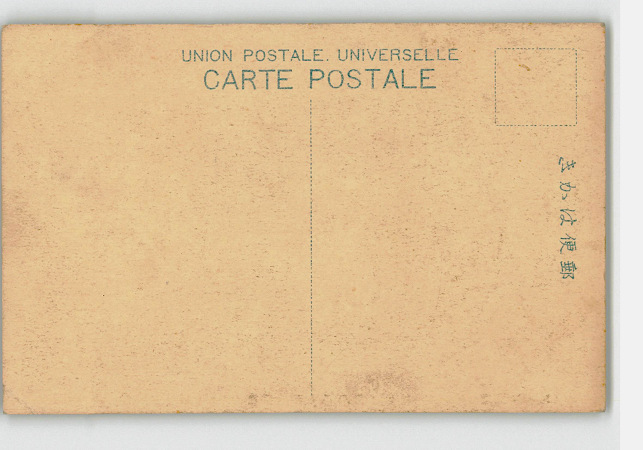 UNION POSTALE. UNIVERSELLE
CARTE POSTALE
郵便はかき